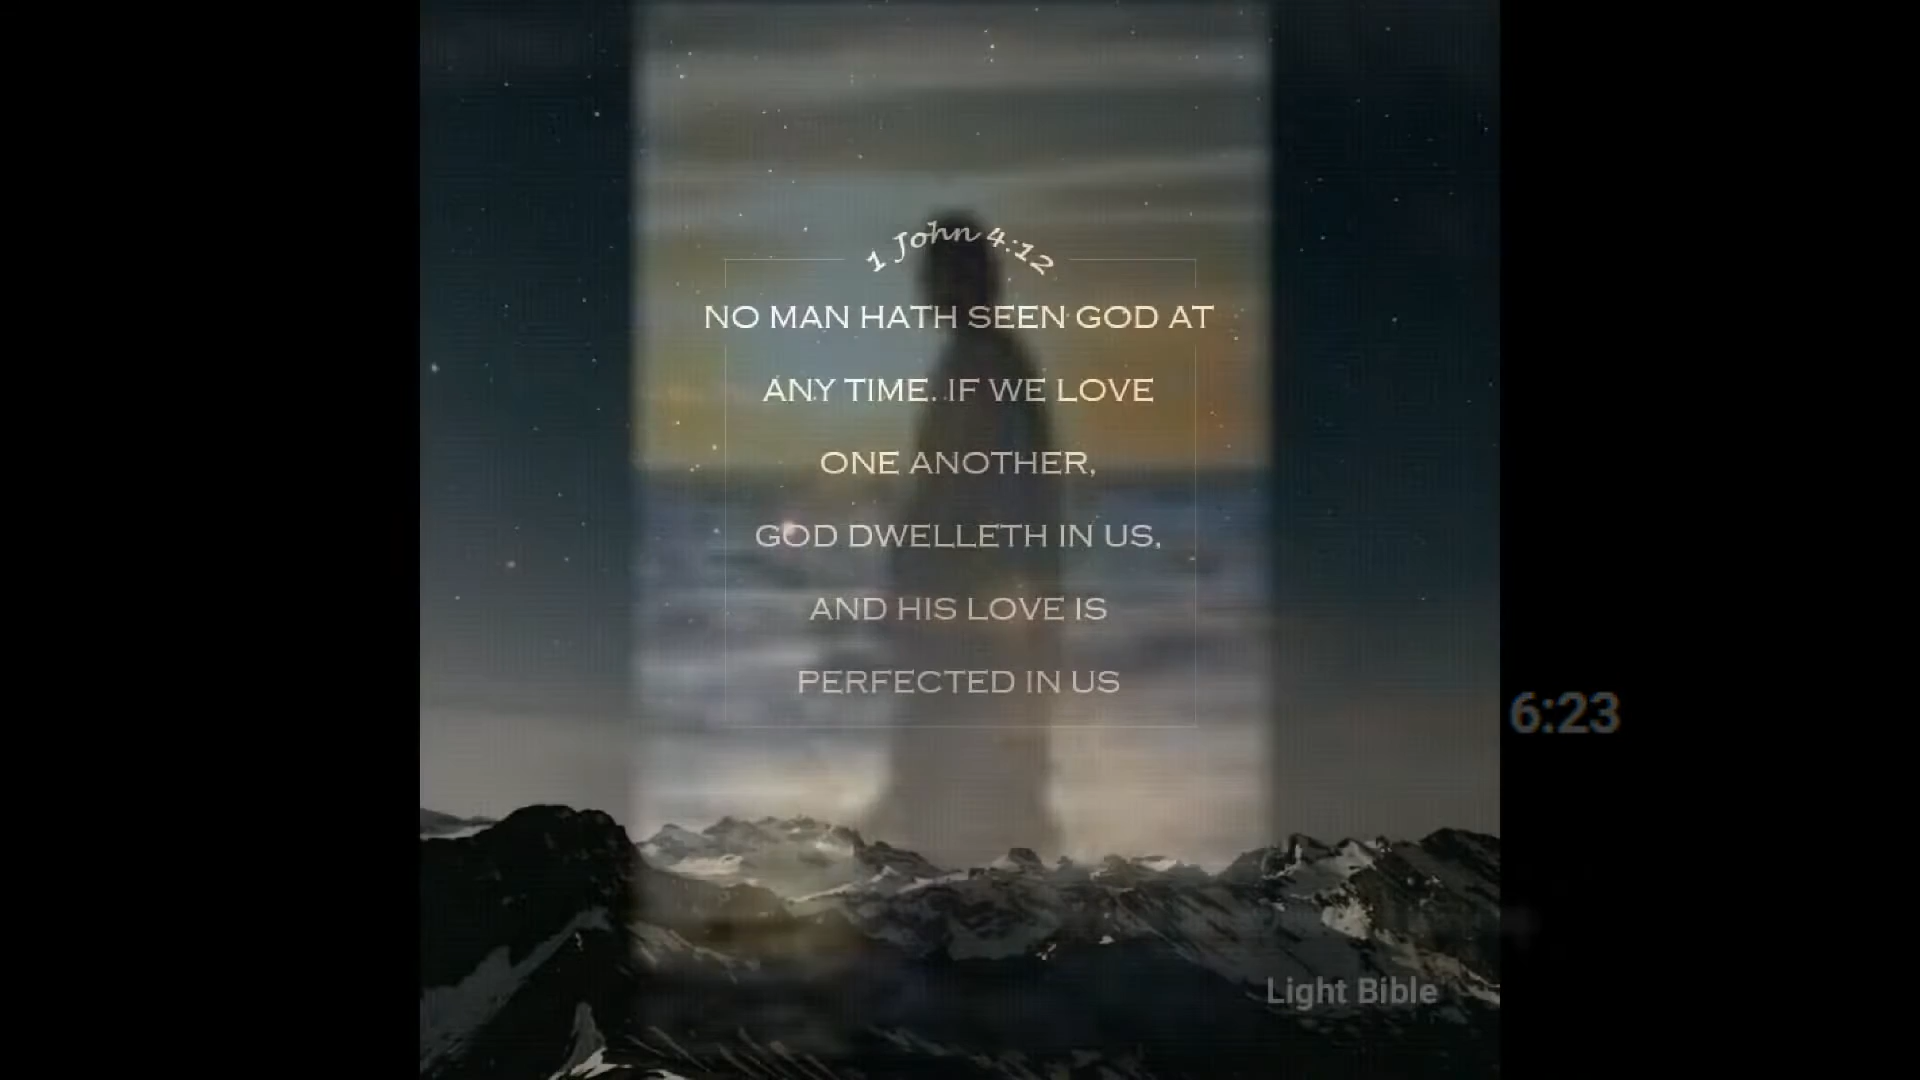 1 John 4:12
NO MAN HATH SEEN GOD AT
ANY TIME. IF WE LOVE
ONE ANOTHER,
GOD DWELLETH IN US,
AND HIS LOVE IS
PERFECTED IN US
6:23
Light Bible